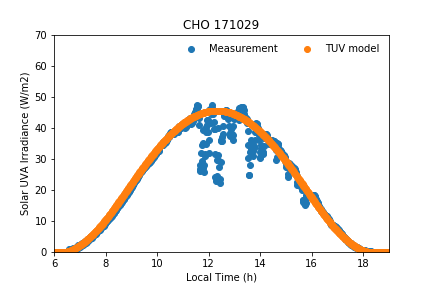 CHO 171029
Measurement TUV model
Solar UVA Irradiance (W/m2)
70
60
50
40
30
20
10
0
6 8 10 12 14 16 18
Local Time (h)